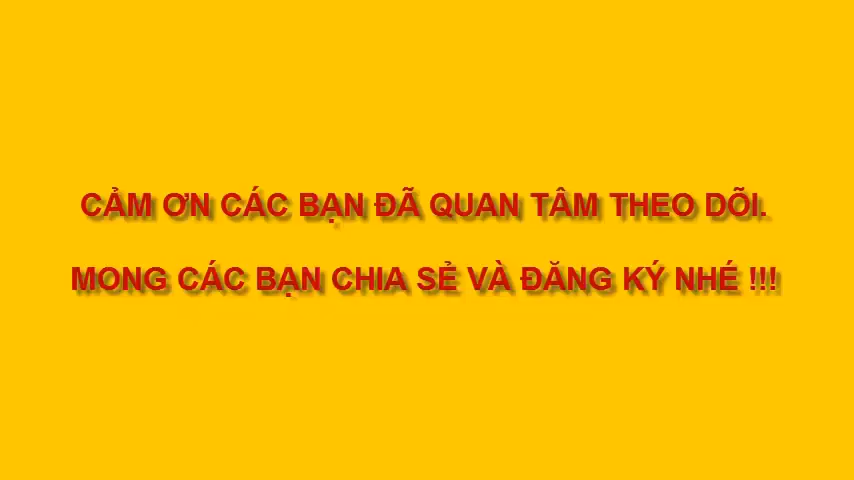 CẢM ƠN CÁC BẠN ĐÃ QUAN TÂM THEO DÕI.
MONG CÁC BẠN CHIA SẺ VÀ ĐĂNG KÝ NHÉ !!!